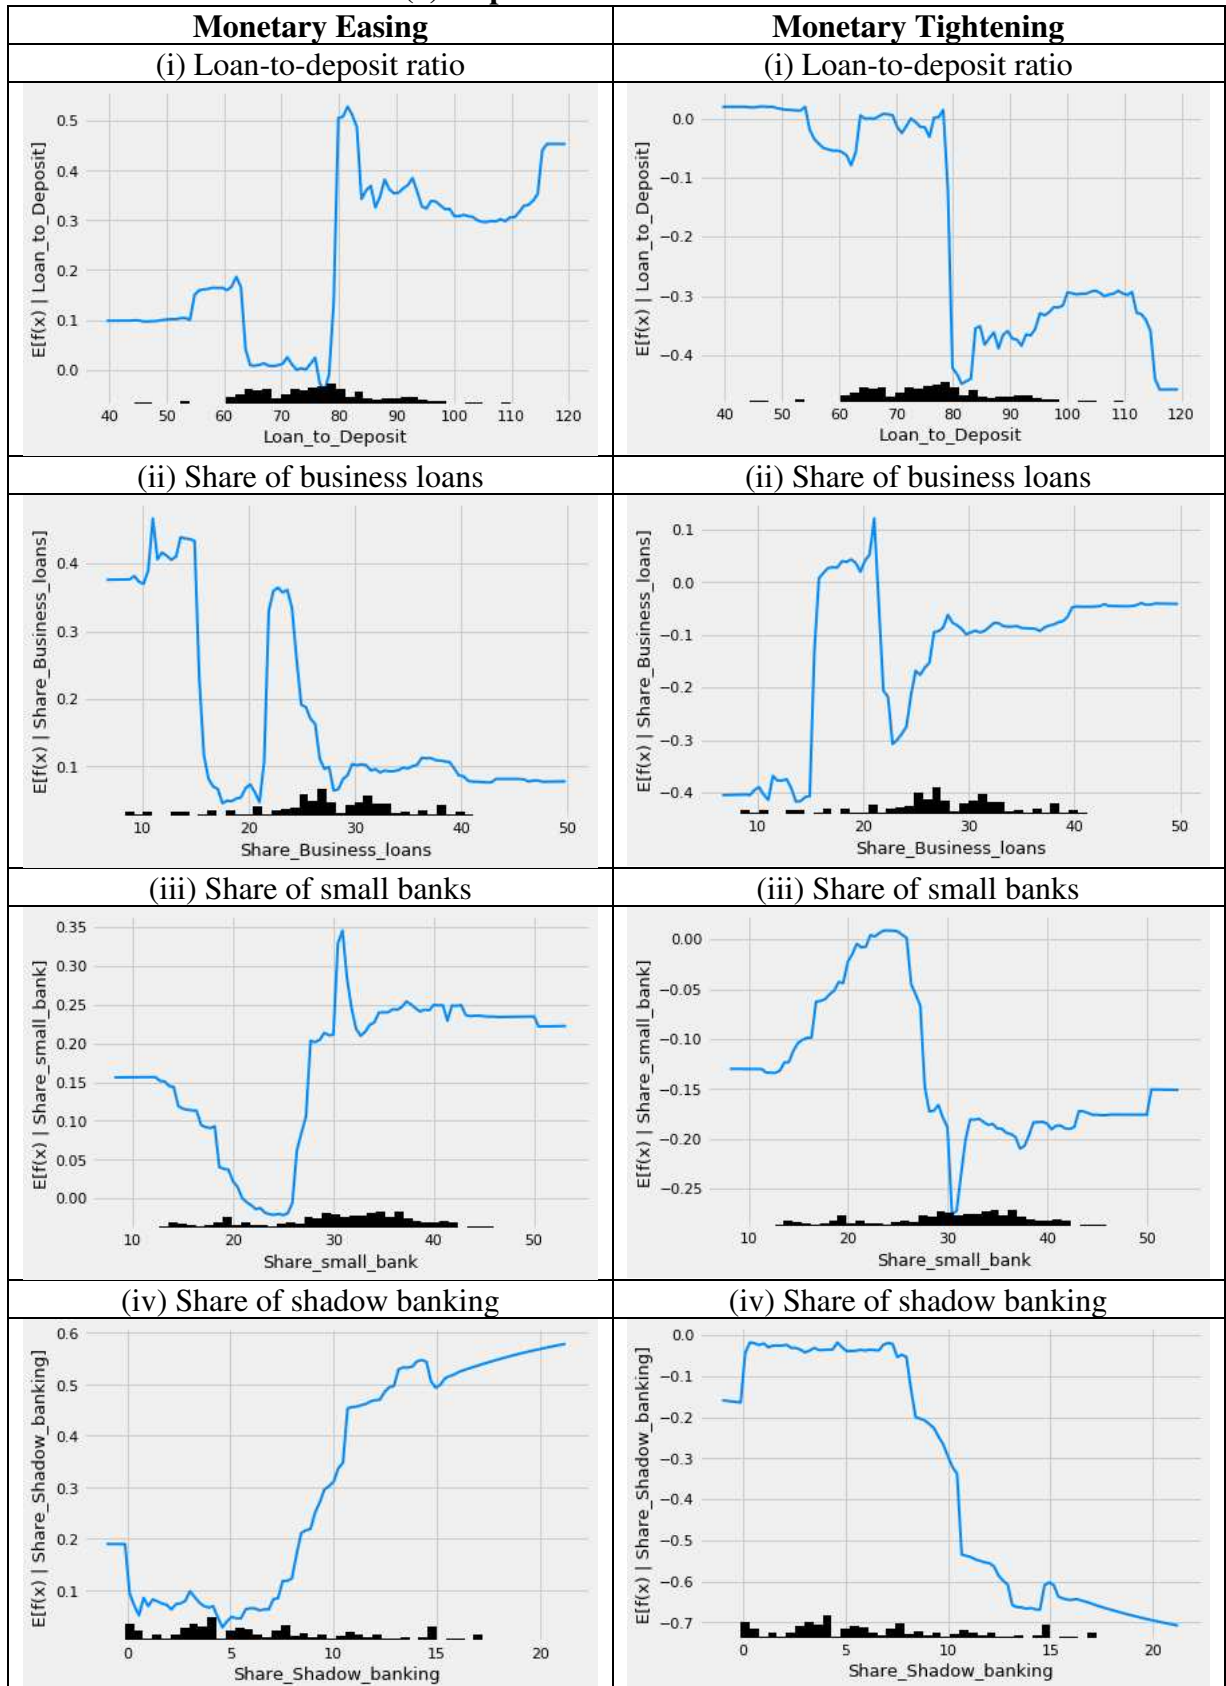 Monetary Easing
Monetary Tightening
(i) Loan-to-deposit ratio
(i) Loan-to-deposit ratio
E[f(x) | Loan_to_Deposit]
0.5
0.4
0.3
0.2
0.1
0.0
40 50 60 70 80 90 100 110 120
Loan_to_Deposit
E[f(x) | Loan_to_Deposit]
0.0
−0.1
−0.2
−0.3
−0.4
40 50 60 70 80 90 100 110 120
Loan_to_Deposit
(ii) Share of business loans
(ii) Share of business loans
E[f(x) | Share_Business_loans]
0.4
0.3
0.2
0.1
10 20 30 40 50
Share_Business_loans
E[f(x) | Share_Business_loans]
0.1
0.0
−0.1
−0.2
−0.3
−0.4
10 20 30 40 50
Share_Business_loans
(iii) Share of small banks
(iii) Share of small banks
E[f(x) | Share_small_bank]
0.35
0.30
0.25
0.20
0.15
0.10
0.05
0.00
10 20 30 40 50
Share_small_bank
E[f(x) | Share_small_bank]
0.00
−0.05
−0.10
−0.15
−0.20
−0.25
10 20 30 40 50
Share_small_bank
(iv) Share of shadow banking
(iv) Share of shadow banking
E[f(x) | Share_Shadow_banking]
0.6
0.5
0.4
0.3
0.2
0.1
0 5 10 15 20
Share_Shadow_banking
E[f(x) | Share_Shadow_banking]
0.0
−0.1
−0.2
−0.3
−0.4
−0.5
−0.6
−0.7
0 5 10 15 20
Share_Shadow_banking